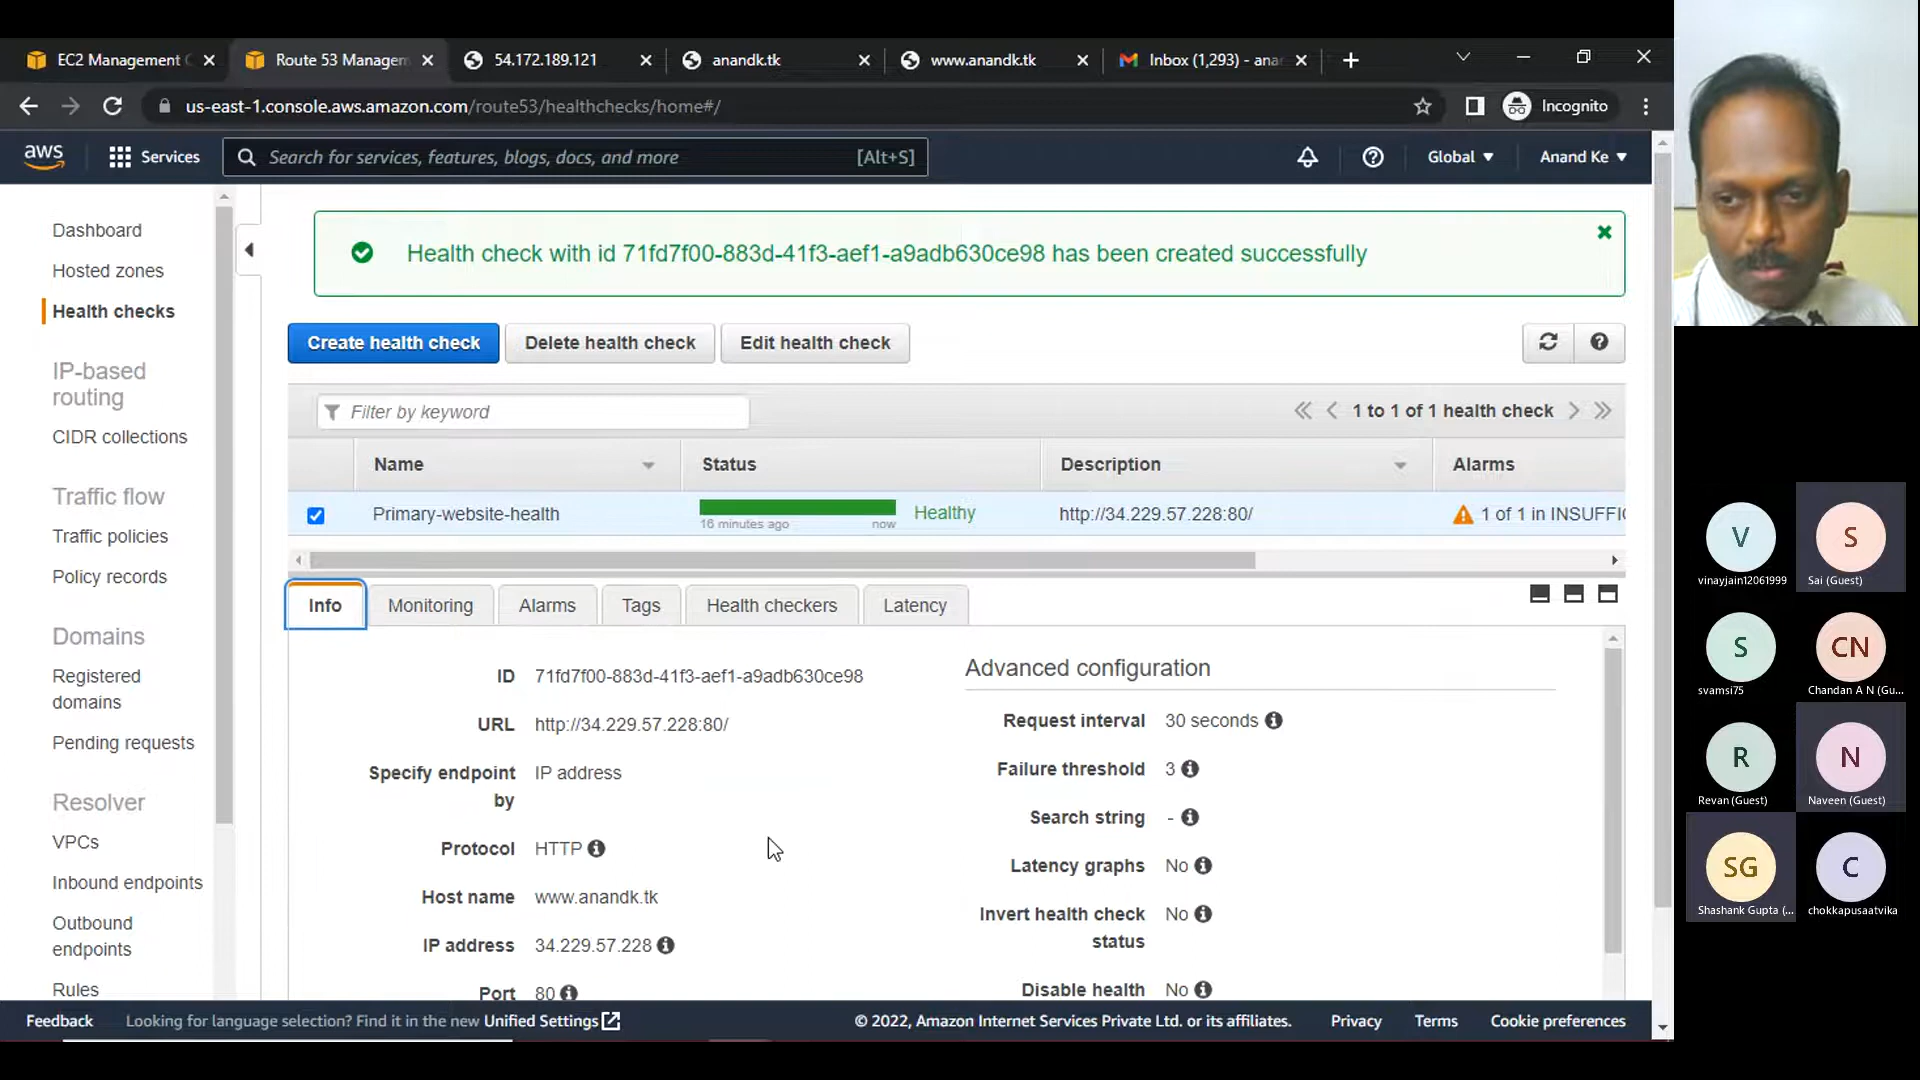 EC2 Management C
Route 53 Managem
54.172.189.121
anandk.tk
www.anandk.tk
Inbox (1,293) - ana
us-east-1.console.aws.amazon.com/route53/healthchecks/home#/
Incognito
aws
Services
Search for services, features, blogs, docs, and more
[Alt+S]
Global
Anand Ke
Dashboard
Hosted zones
Health checks
IP-based
routing
CIDR collections
Traffic flow
Traffic policies
Policy records
Domains
Registered
domains
Pending requests
Resolver
VPCs
Inbound endpoints
Outbound
endpoints
Rules
Health check with id 71fd7f00-883d-41f3-aef1-a9adb630ce98 has been created successfully
Create health check
Delete health check
Edit health check
Filter by keyword
1 to 1 of 1 health check
Name
Status
Description
Alarms
Primary-website-health
16 minutes ago
now
Healthy
http://34.229.57.228:80/
1 of 1 in INSUFFIC
Info
Monitoring
Alarms
Tags
Health checkers
Latency
ID 71fd7f00-883d-41f3-aef1-a9adb630ce98
URL http://34.229.57.228:80/
Specify endpoint IP address
by
Protocol HTTP
Host name www.anandk.tk
IP address 34.229.57.228
Port 80
Advanced configuration
Request interval 30 seconds
Failure threshold 3
Search string -
Latency graphs No
Invert health check No
status
Disable health No
Feedback
Looking for language selection? Find it in the new Unified Settings
© 2022, Amazon Internet Services Private Ltd. or its affiliates.
Privacy
Terms
Cookie preferences
V
vinayjain12061999
S
Sai (Guest)
S
svamsi75
CN
Chandan A N (Gu...
R
Revan (Guest)
N
Naveen (Guest)
SG
Shashank Gupta (...
C
chokkapusaatvika